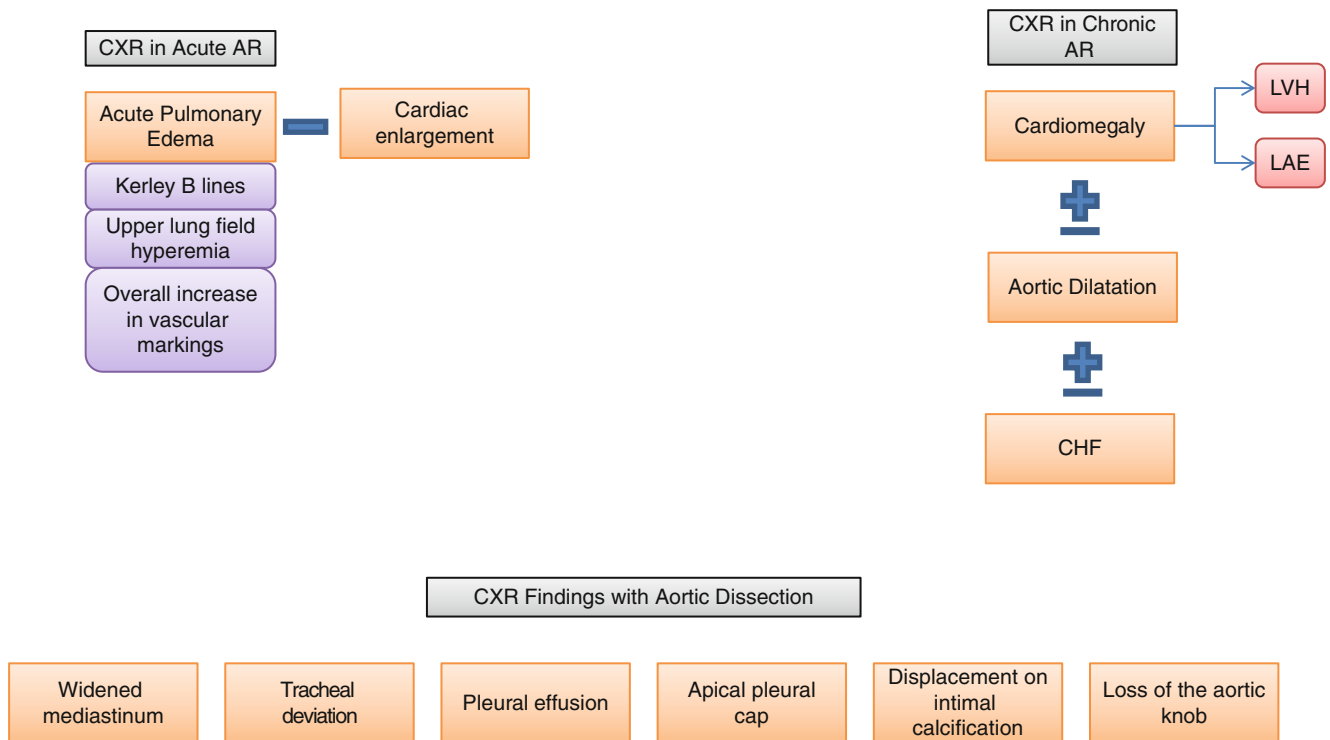 CXR in Acute AR
Acute Pulmonary
Edema
Cardiac
enlargement
Kerley B lines
Upper lung field
hyperemia
Overall increase
in vascular
markings
CXR in Chronic
AR
Cardiomegaly
LVH
LAE
Aortic Dilatation
CHF
CXR Findings with Aortic Dissection
Widened
mediastinum
Tracheal
deviation
Pleural effusion
Apical pleural
cap
Displacement on
intimal
calcification
Loss of the aortic
knob